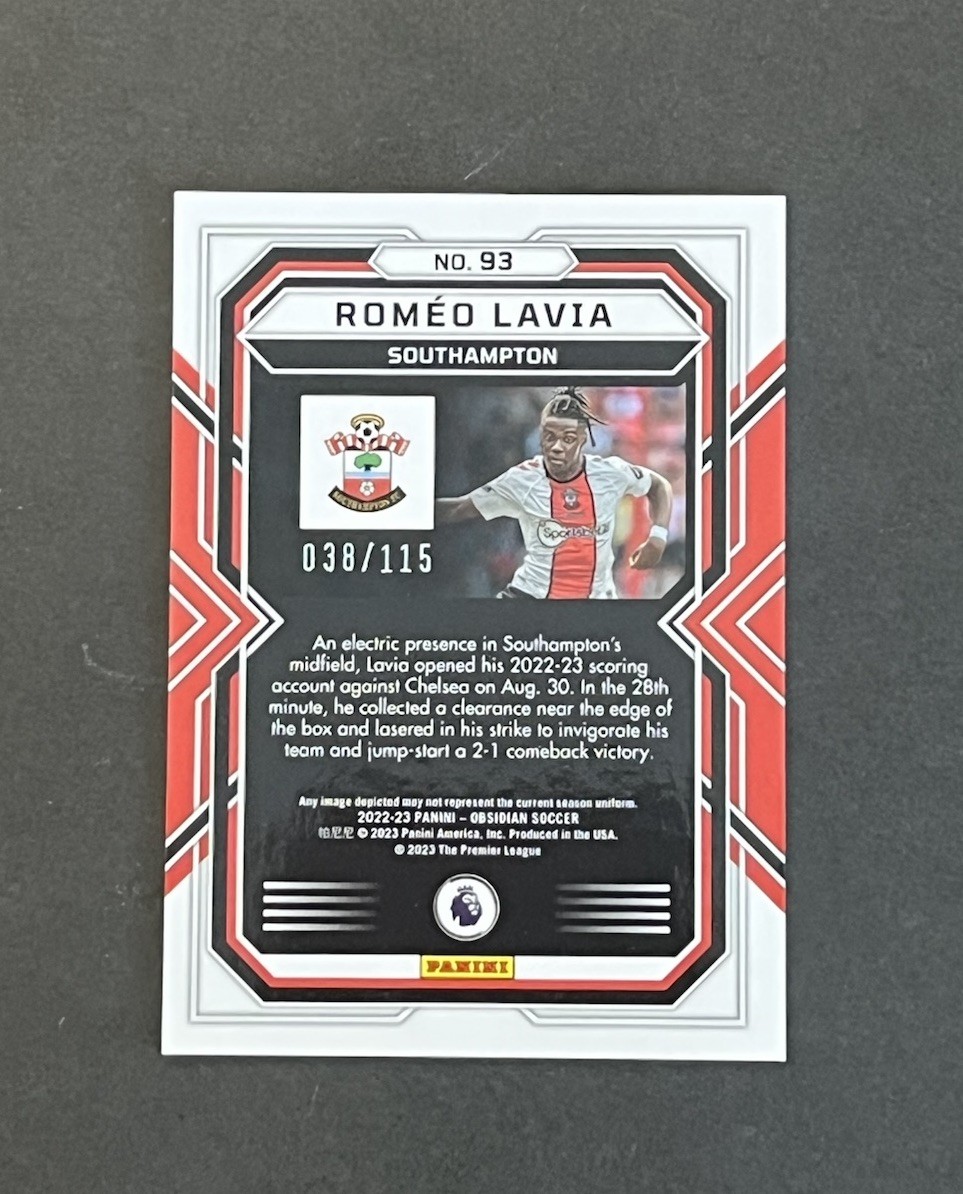 NO. 93
ROMÉO LAVIA
SOUTHAMPTON
SOUTHAMPTON FC
038/115
Sportsbet.io
An electric presence in Southampton's
midfield, Lavia opened his 2022-23 scoring
account against Chelsea on Aug. 30. In the 28th
minute, he collected a clearance near the edge of
the box and lasered in his strike to invigorate his
team and jump-start a 2-1 comeback victory.
Any image depicted may not represent the current season uniform.
2022-23 PANINI – OBSIDIAN SOCCER
帕尼尼 © 2023 Panini America, Inc. Produced in the USA.
© 2023 The Premier League
PANINI